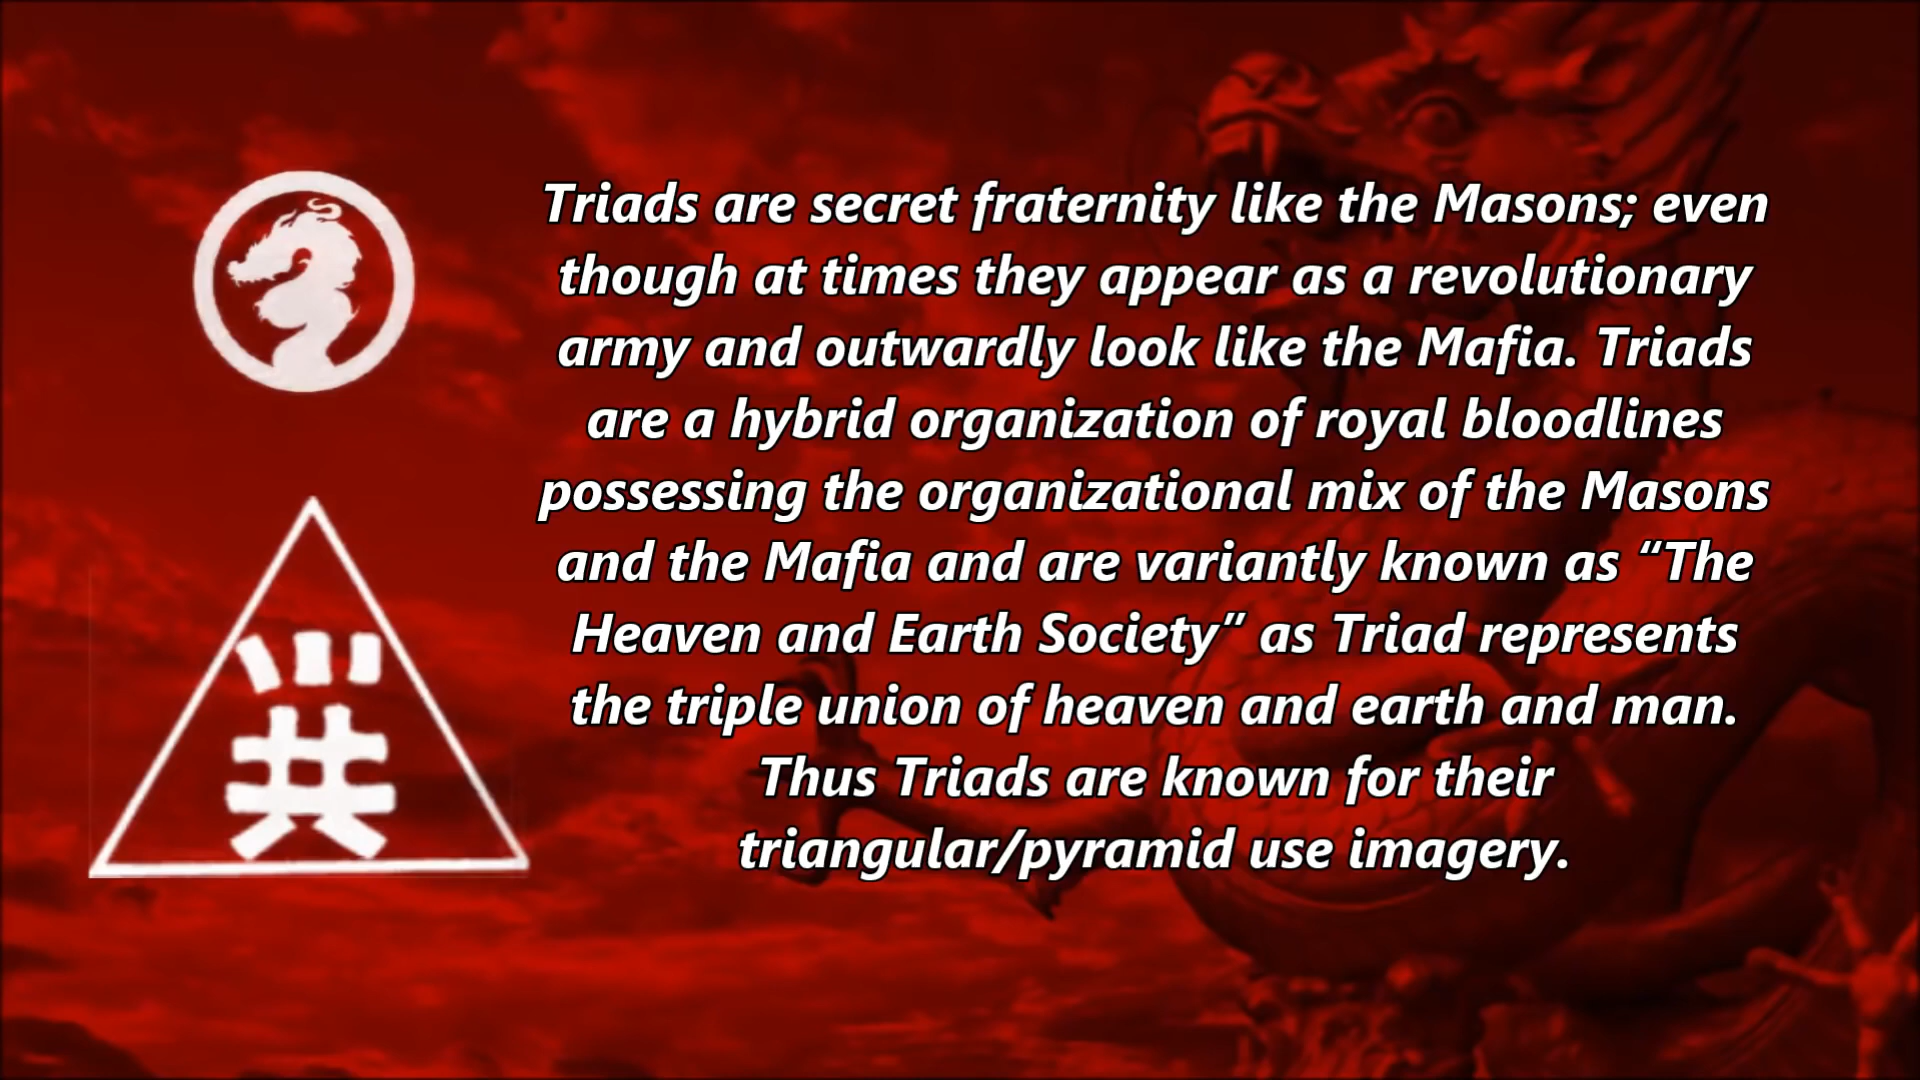 Triads are secret fraternity like the Masons; even
though at times they appear as a revolutionary
army and outwardly look like the Mafia. Triads
are a hybrid organization of royal bloodlines
possessing the organizational mix of the Masons
and the Mafia and are variantly known as “The
Heaven and Earth Society” as Triad represents
the triple union of heaven and earth and man.
Thus Triads are known for their
triangular/pyramid use imagery.